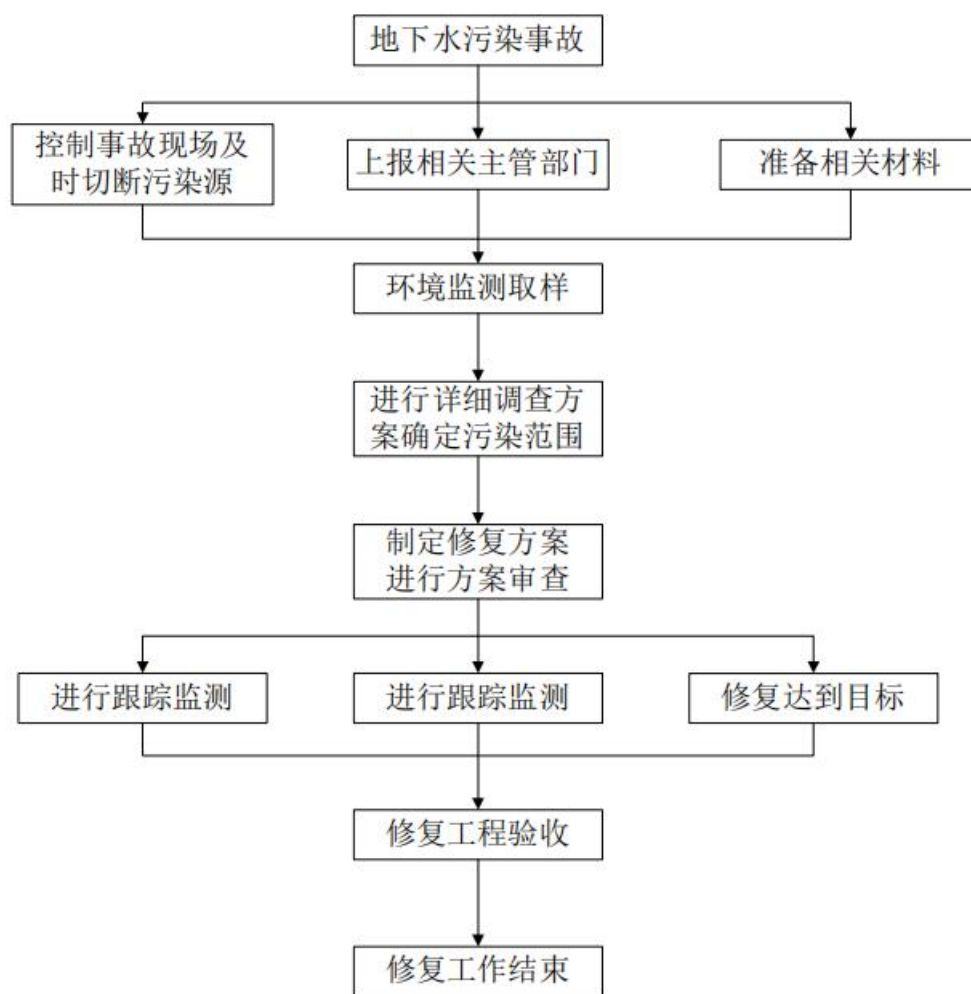 地下水污染事故
控制事故现场及
时切断污染源
上报相关主管部门
准备相关材料
环境监测取样
进行详细调查方
案确定污染范围
制定修复方案
进行方案审查
进行跟踪监测
进行跟踪监测
修复达到目标
修复工程验收
修复工作结束